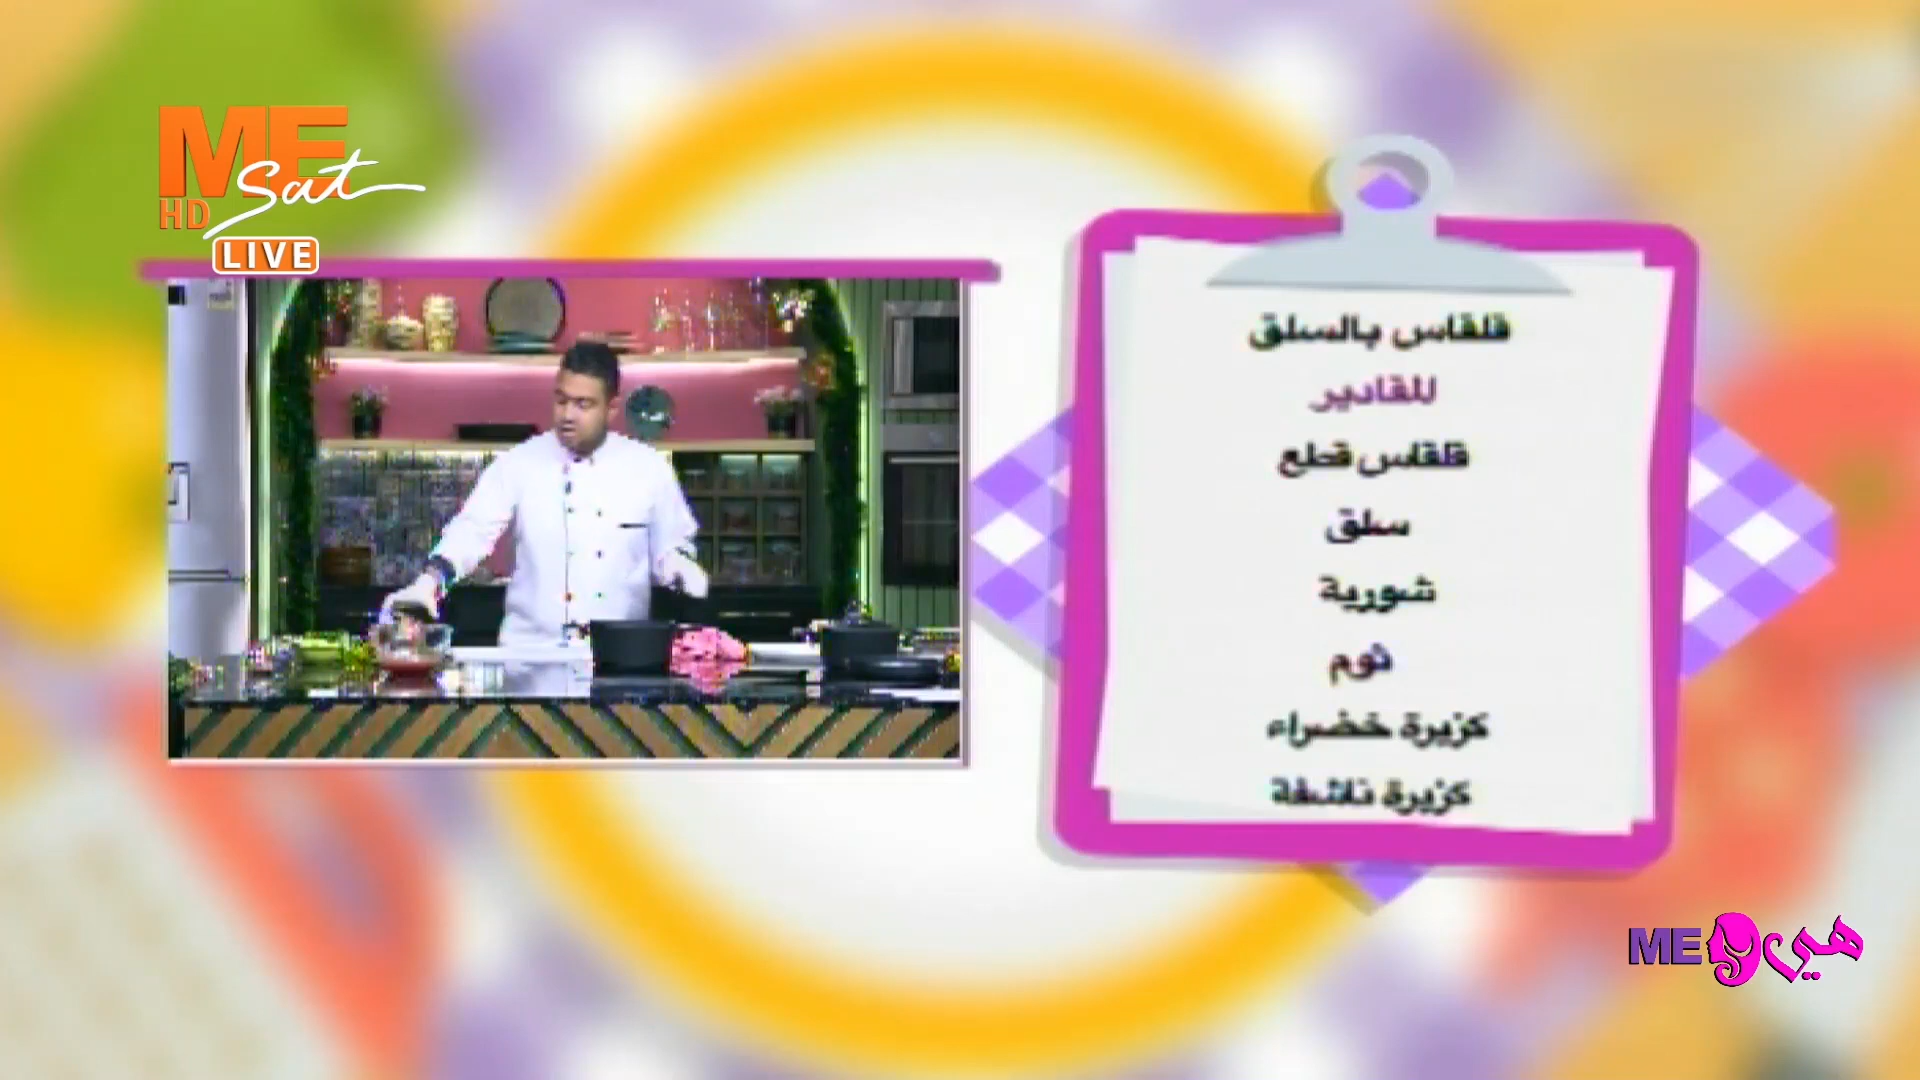 ME
Sat
HD
LIVE
قلقاس بالسلق
للقادير
قلقاس قطع
سلق
شوربة
ثوم
كزبرة خضراء
كزبرة ناشفة
ME هي